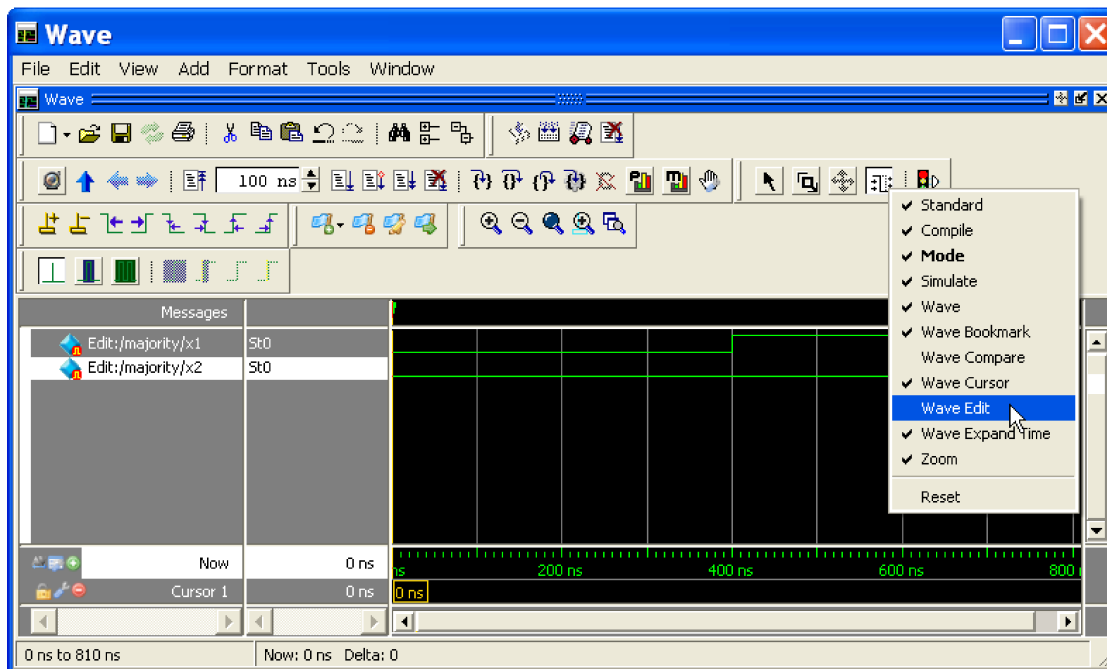 Wave
File Edit View Add Format Tools Window
Wave
100 ns
Standard
Compile
Mode
Simulate
Wave
Wave Bookmark
Wave Compare
Wave Cursor
Wave Edit
Wave Expand Time
Zoom
Reset
Messages
Edit:/majority/x1 St0
Edit:/majority/x2 St0
Now 0 ns
ns 200 ns 400 ns 600 ns 800
Cursor 1 0 ns 0 ns
0 ns to 810 ns Now: 0 ns Delta: 0